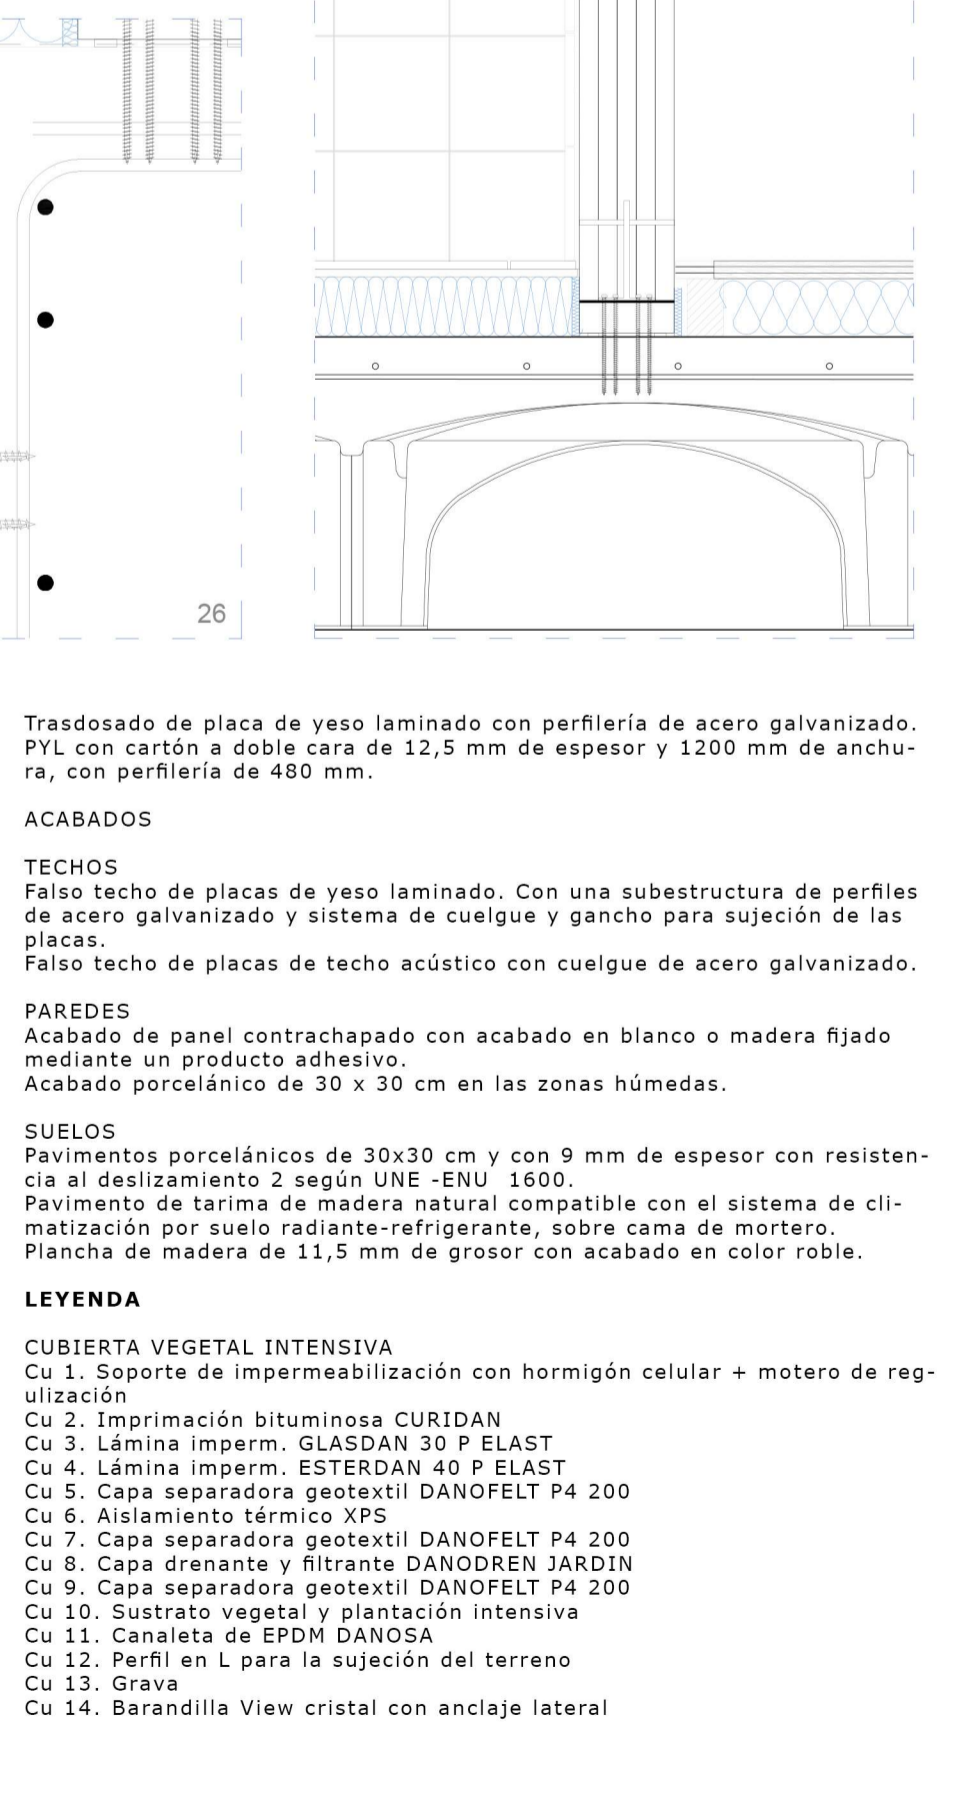 26
Trasdosado de placa de yeso laminado con perfilería de acero galvanizado.
PYL con cartón a doble cara de 12,5 mm de espesor y 1200 mm de anchu-
ra, con perfilería de 480 mm.
ACABADOS
TECHOS
Falso techo de placas de yeso laminado. Con una subestructura de perfiles
de acero galvanizado y sistema de cuelgue y gancho para sujeción de las
placas.
Falso techo de placas de techo acústico con cuelgue de acero galvanizado.
PAREDES
Acabado de panel contrachapado con acabado en blanco o madera fijado
mediante un producto adhesivo.
Acabado porcelánico de 30 x 30 cm en las zonas húmedas.
SUELOS
Pavimentos porcelánicos de 30x30 cm y con 9 mm de espesor con resisten-
cia al deslizamiento 2 según UNE -ENU  1600.
Pavimento de tarima de madera natural compatible con el sistema de cli-
matización por suelo radiante-refrigerante, sobre cama de mortero.
Plancha de madera de 11,5 mm de grosor con acabado en color roble.
LEYENDA
CUBIERTA VEGETAL INTENSIVA
Cu 1. Soporte de impermeabilización con hormigón celular + motero de reg-
ulización
Cu 2. Imprimación bituminosa CURIDAN
Cu 3. Lámina imperm. GLASDAN 30 P ELAST
Cu 4. Lámina imperm. ESTERDAN 40 P ELAST
Cu 5. Capa separadora geotextil DANOFELT P4 200
Cu 6. Aislamiento térmico XPS
Cu 7. Capa separadora geotextil DANOFELT P4 200
Cu 8. Capa drenante y filtrante DANODREN JARDIN
Cu 9. Capa separadora geotextil DANOFELT P4 200
Cu 10. Sustrato vegetal y plantación intensiva
Cu 11. Canaleta de EPDM DANOSA
Cu 12. Perfil en L para la sujeción del terreno
Cu 13. Grava
Cu 14. Barandilla View cristal con anclaje lateral